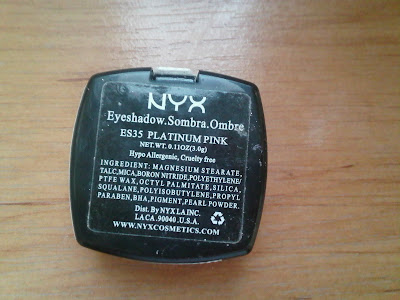 NYX
Eyeshadow.Sombra.Ombre
ES35 PLATINUM PINK
NET.WT. 0.11OZ(3.0g)
Hypo Allergenic, Cruelty free
INGREDIENT: MAGNESIUM STEARATE,
TALC,MICA,BORON NITRIDE,POLYETHYLENE/
PTFE WAX,OCTYL PALMITATE,SILICA,
SQUALANE,POLYISOBUTYLENE,PROPYL
PARABEN,BHA,PIGMENT,PEARL POWDER.
Dist. By NYX LA INC.
LA CA. 90040 .U.S.A.
WWW.NYXCOSMETICS.COM